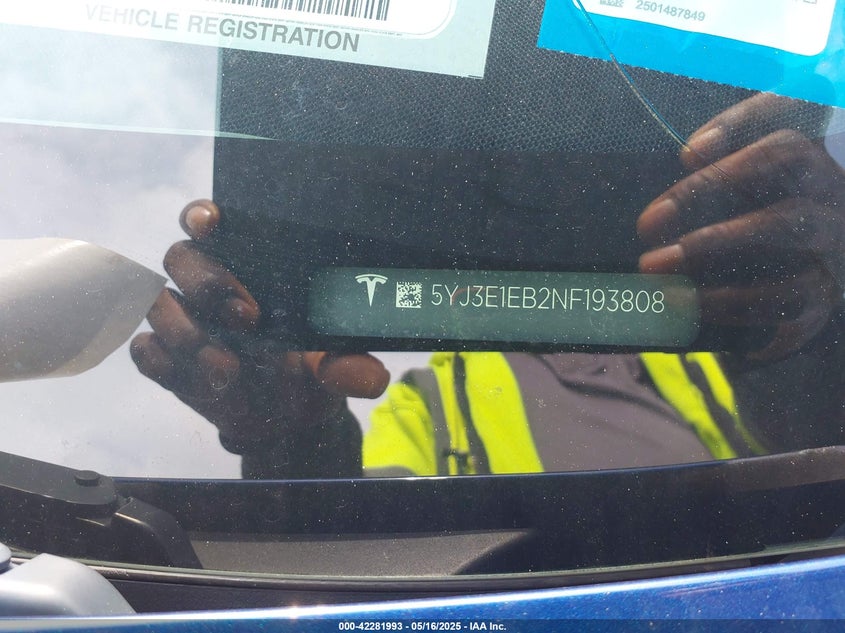 VEHICLE REGISTRATION
2501487849
5YJ3E1EB2NF193808
000-42281993 - 05/16/2025 - IAA Inc.